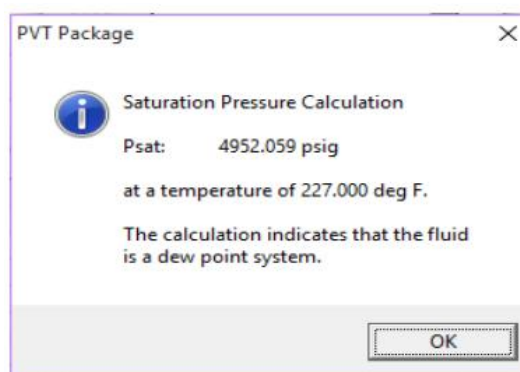 PVT Package
Saturation Pressure Calculation
Psat: 4952.059 psig
at a temperature of 227.000 deg F.
The calculation indicates that the fluid
is a dew point system.
OK